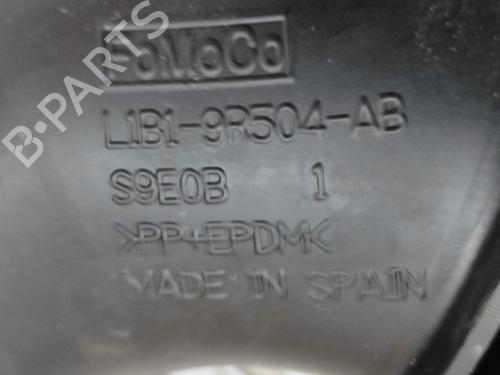 FoMoCo
L1B1-9R504-AB
S9E0B 1
>PP+EPDM<
MADE IN SPAIN
B-PARTS